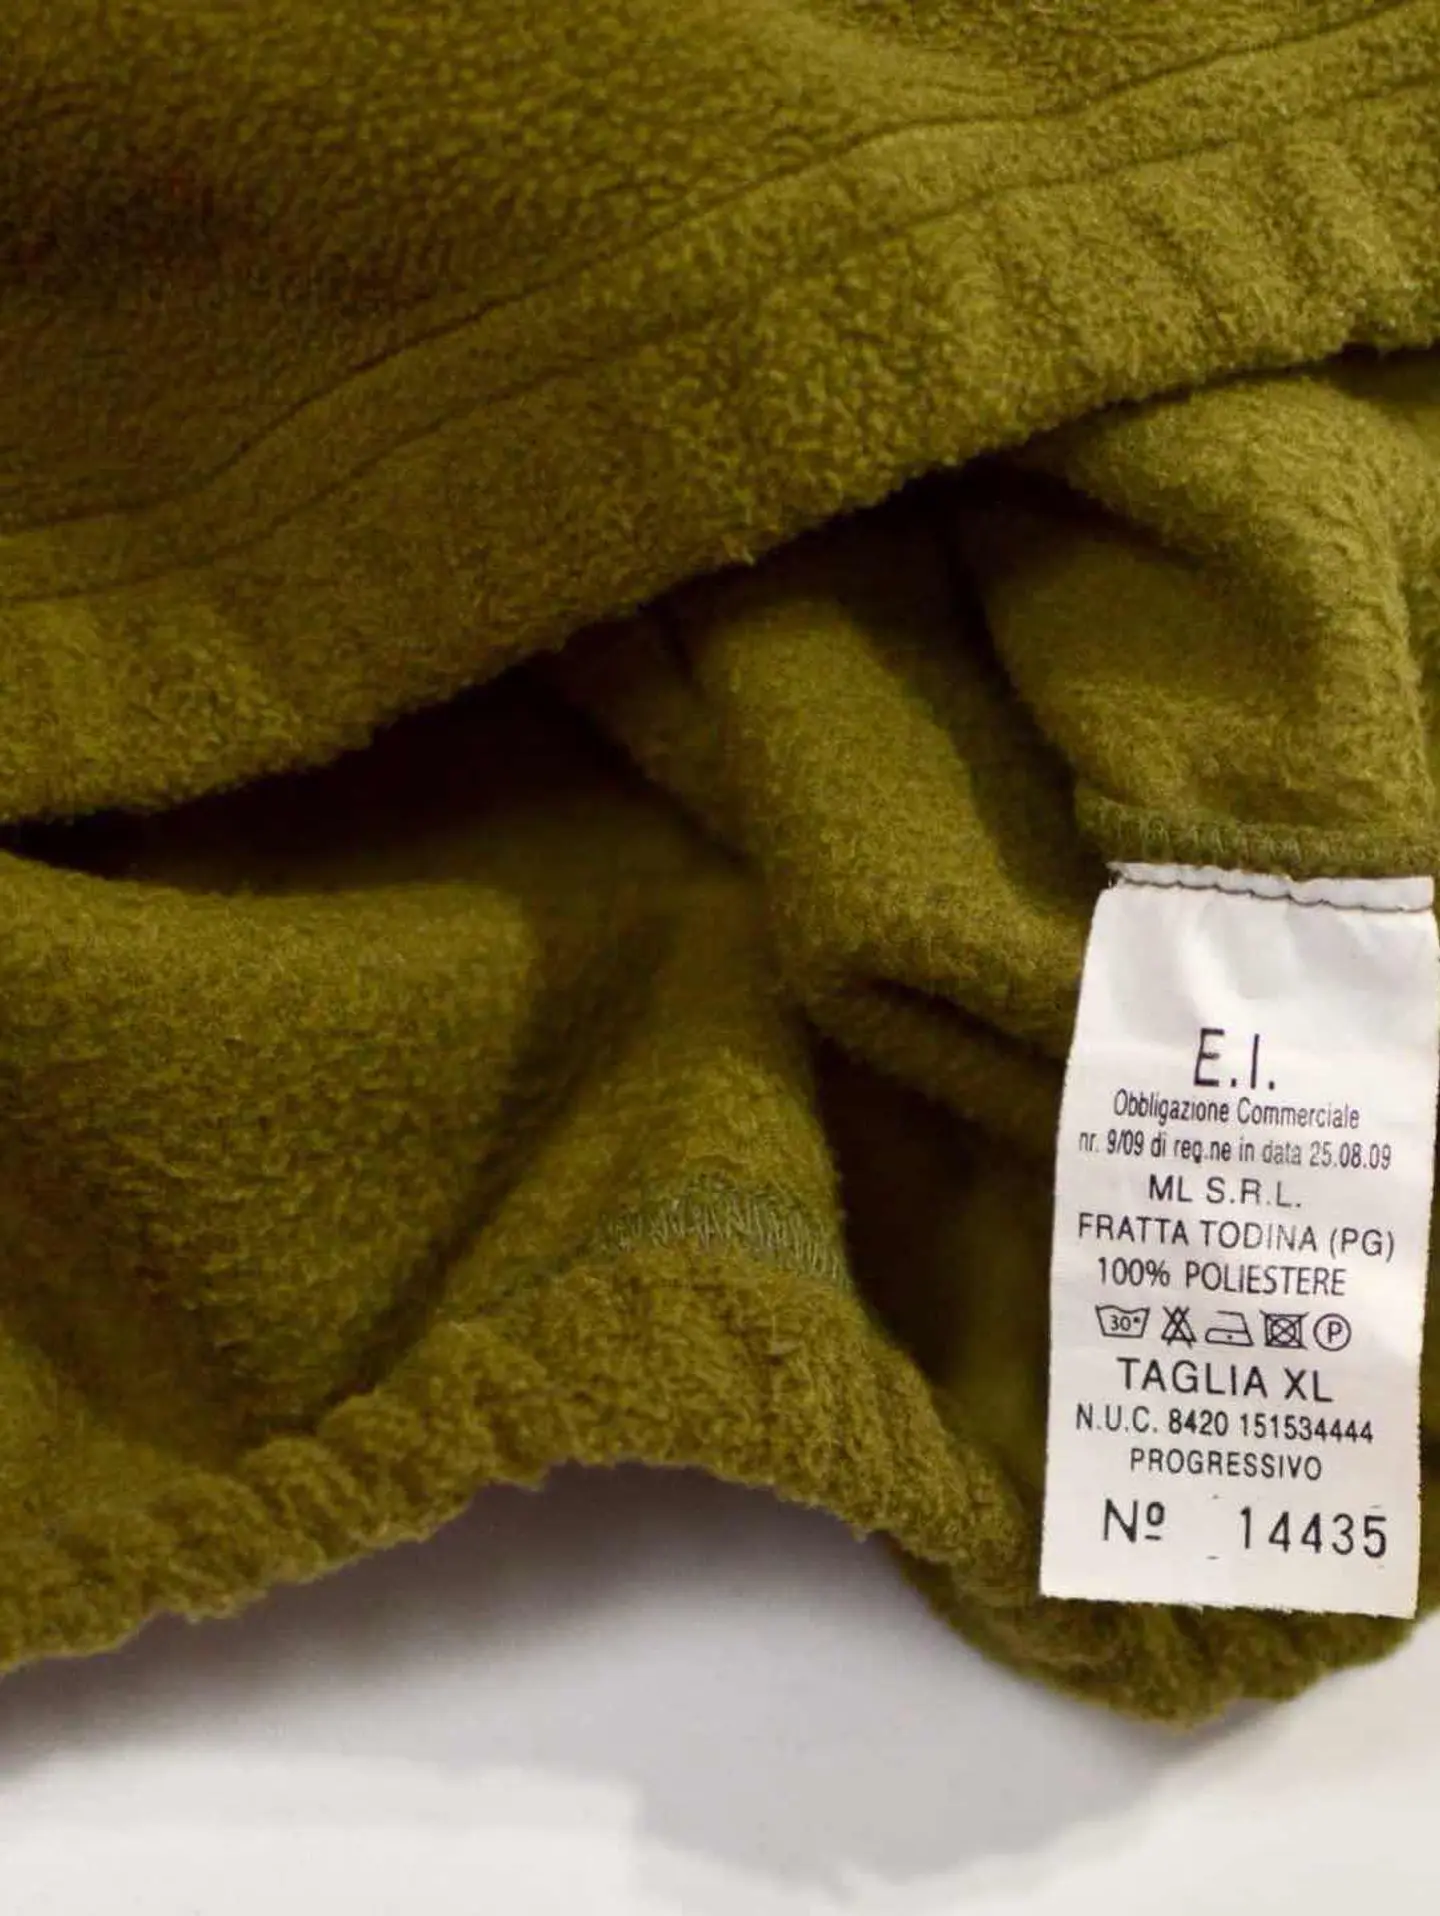 E.I.
Obbligazione Commerciale
nr. 9/09 di reg.ne in data 25.08.09
ML S.R.L.
FRATTA TODINA (PG)
100% POLIESTERE
30° P
TAGLIA XL
N.U.C. 8420 151534444
PROGRESSIVO
Nº 14435